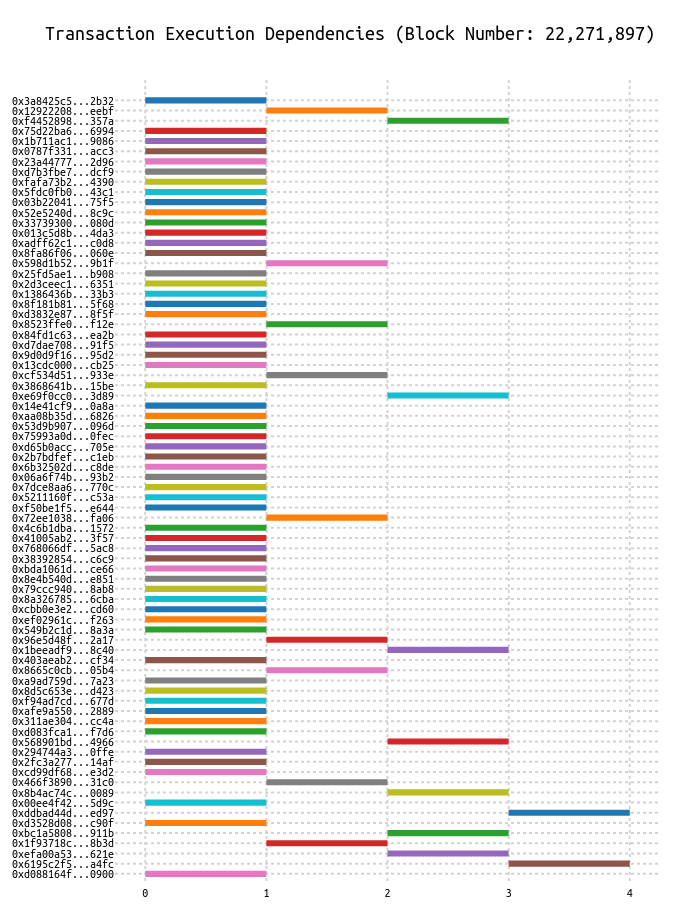 Transaction Execution Dependencies (Block Number: 22,271,897)
0x3a8425c5...2b32
0x12922208...eebf
0xf4452898...357a
0x75d22ba6...6994
0x1b711ac1...9086
0x0787f331...acc3
0x23a44777...2d96
0xd7b3fbe7...dcf9
0xfafa73b2...4390
0x5fdc0fb0...43c1
0x03b22041...75f5
0x52e5240d...8c9c
0x33739300...080d
0x013c5d8b...4da3
0xadff62c1...c0d8
0x8fa86f06...060e
0x598d1b52...9b1f
0x25fd5ae1...b908
0x2d3ceec1...6351
0x1386436b...33b3
0x8f181b81...5f68
0xd3832e87...8f5f
0x8523ffe0...f12e
0x84fd1c63...ea2b
0xd7dae708...91f5
0x9d0d9f16...95d2
0x13cdc000...cb25
0xcf534d51...933e
0x3868641b...15be
0xe69f0cc0...3d89
0x14e41cf9...0a8a
0xaa08b35d...6826
0x53d9b907...096d
0x75993a0d...0fec
0xd65b0acc...705e
0x2b7bdfef...c1eb
0x6b32502d...c8de
0x06a6f74b...93b2
0x7dce8aa6...770c
0x5211160f...c53a
0xf50be1f5...e644
0x72ee1038...fa06
0x4c6b1dba...1572
0x41005ab2...3f57
0x768066df...5ac8
0x38392854...c6c9
0xbda1061d...ce66
0x8e4b540d...e851
0x79ccc940...8ab8
0x8a326785...6cba
0xcbb0e3e2...cd60
0xef02961c...f263
0x549b2c1d...8a3a
0x96e5d48f...2a17
0x1beeadf9...8c40
0x403aeab2...cf34
0x8665c0cb...05b4
0xa9ad759d...7a23
0x8d5c653e...d423
0xf94ad7cd...677d
0xafe9a550...2889
0x311ae304...cc4a
0xd083fca1...f7d6
0x568901bd...4966
0x294744a3...0ffe
0x2fc3a277...14af
0xcd99df68...e3d2
0x466f3890...31c0
0x8b4ac74c...0089
0x00ee4f42...5d9c
0xddbad44d...ed97
0xd3528d08...c90f
0xbc1a5808...911b
0x1f93718c...8b3d
0xefa00a53...621e
0x6195c2f5...a4fc
0xd088164f...0900
0 1 2 3 4